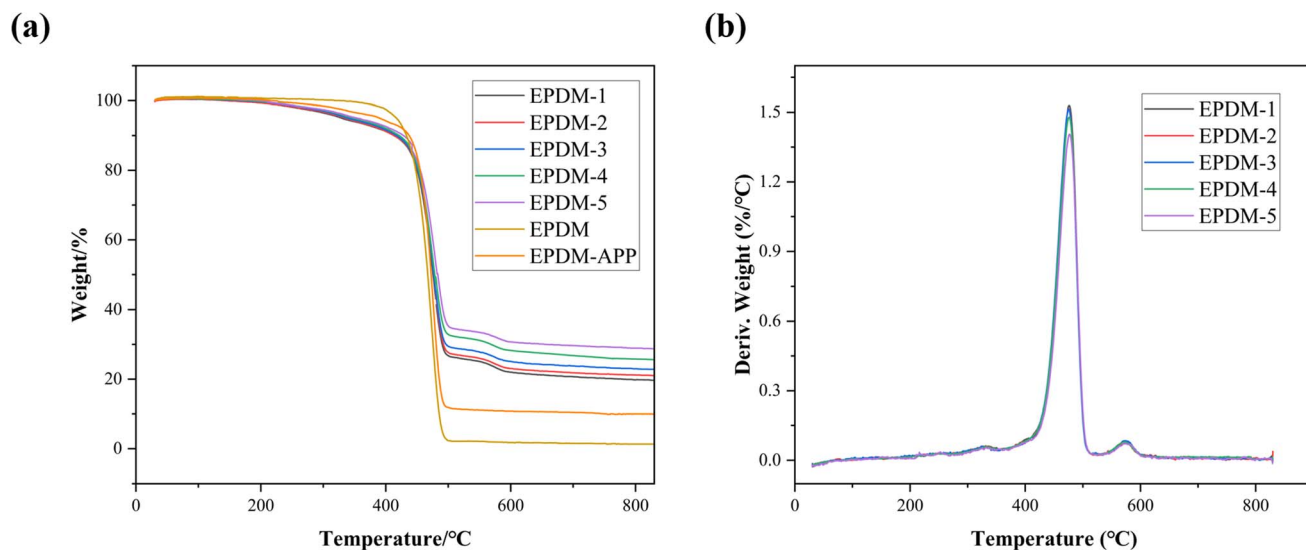 (a)
Weight/%
100
80
60
40
20
0
EPDM-1
EPDM-2
EPDM-3
EPDM-4
EPDM-5
EPDM
EPDM-APP
0
200
400
600
800
Temperature/°C
(b)
Deriv. Weight (%/°C)
1.5
1.2
0.9
0.6
0.3
0.0
EPDM-1
EPDM-2
EPDM-3
EPDM-4
EPDM-5
0
200
400
600
800
Temperature (°C)